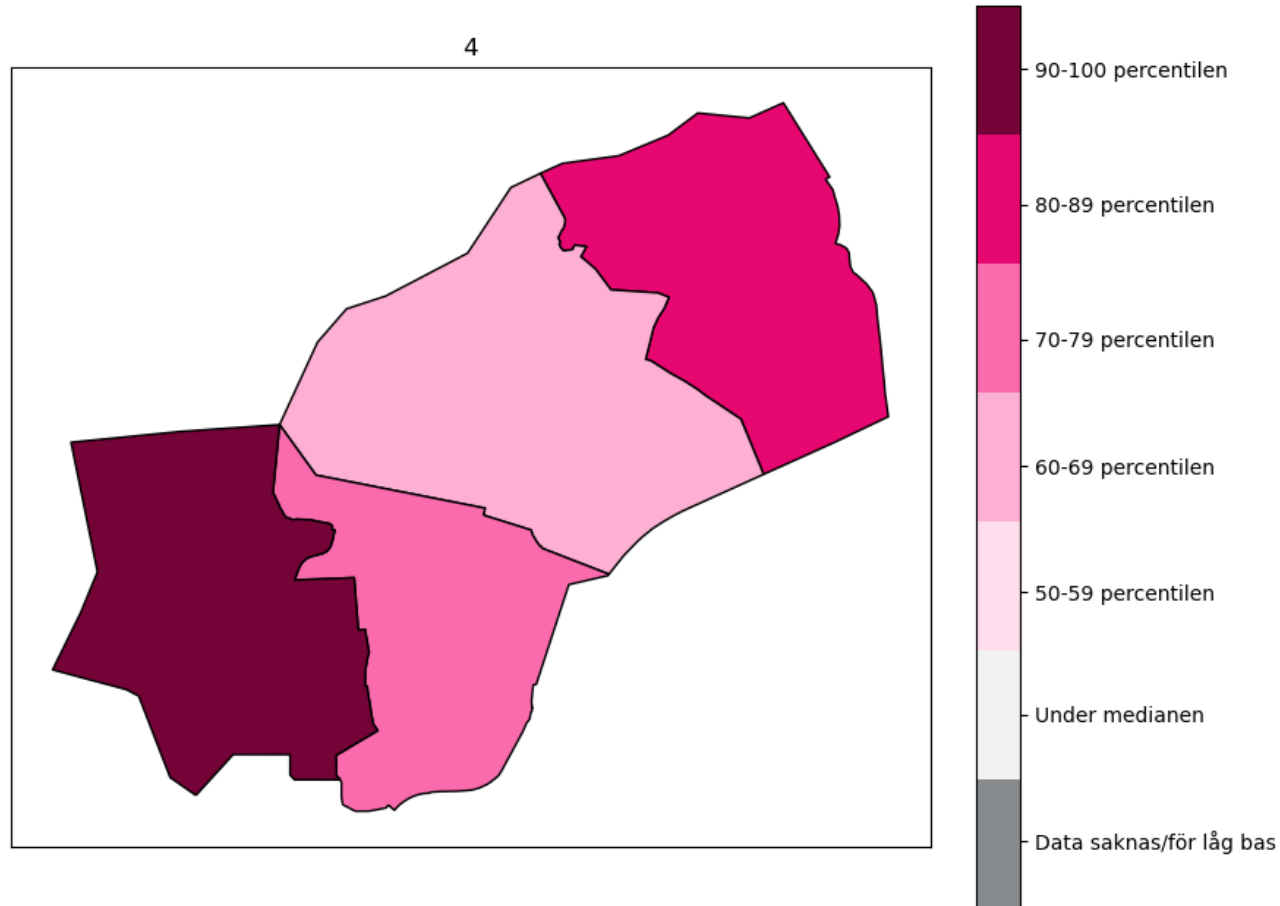 4
90-100 percentilen
80-89 percentilen
70-79 percentilen
60-69 percentilen
50-59 percentilen
Under medianen
Data saknas/för låg bas